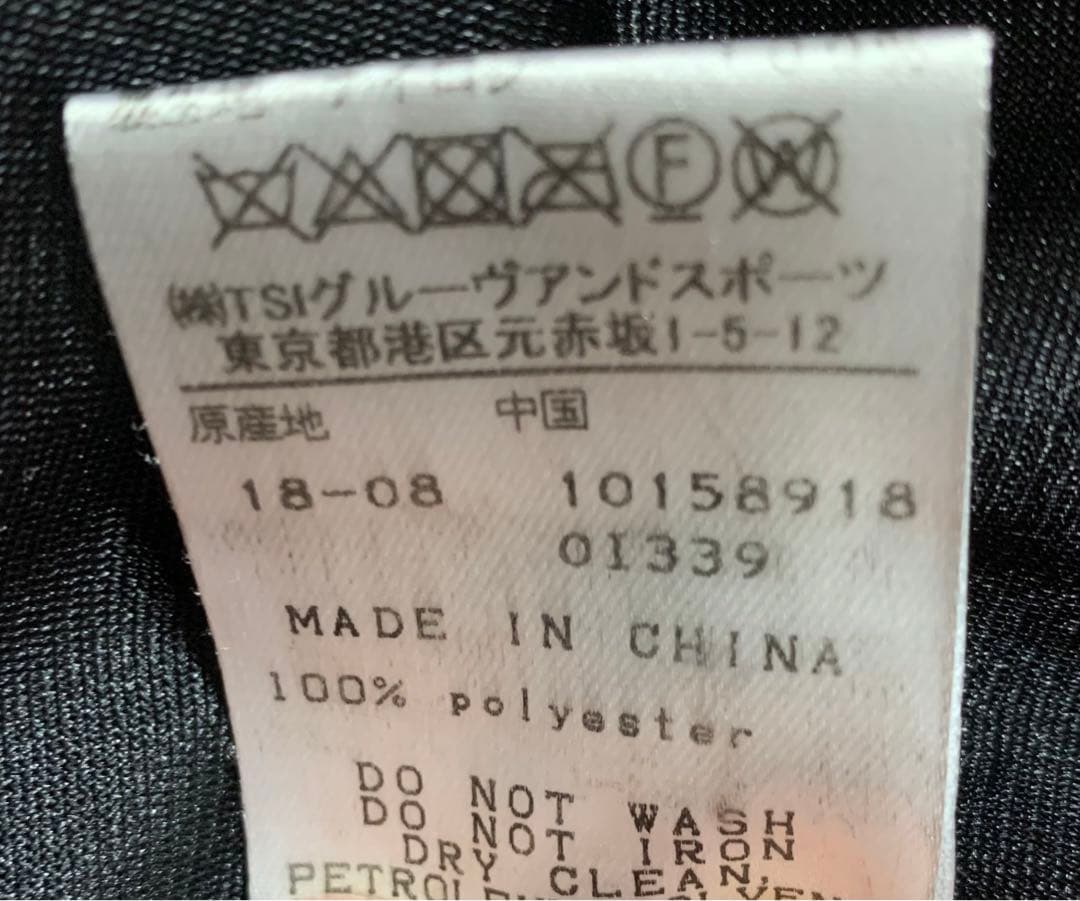 F W
㈱TSIグルーヴアンドスポーツ
東京都港区元赤坂1-5-12
原産地 中国
18-08 10158918
01339
MADE IN CHINA
100% polyester
DO NOT WASH
DO NOT IRON
DRY CLEAN,